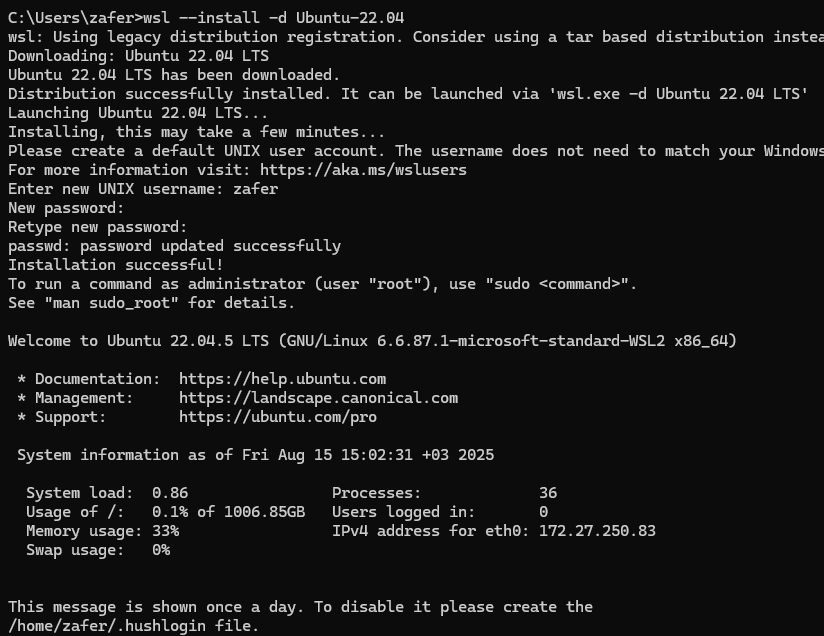 C:\Users\zafer>wsl --install -d Ubuntu-22.04
wsl: Using legacy distribution registration. Consider using a tar based distribution instea
Downloading: Ubuntu 22.04 LTS
Ubuntu 22.04 LTS has been downloaded.
Distribution successfully installed. It can be launched via 'wsl.exe -d Ubuntu 22.04 LTS'
Launching Ubuntu 22.04 LTS...
Installing, this may take a few minutes...
Please create a default UNIX user account. The username does not need to match your Windows
For more information visit: https://aka.ms/wslusers
Enter new UNIX username: zafer
New password:
Retype new password:
passwd: password updated successfully
Installation successful!
To run a command as administrator (user "root"), use "sudo <command>".
See "man sudo_root" for details.

Welcome to Ubuntu 22.04.5 LTS (GNU/Linux 6.6.87.1-microsoft-standard-WSL2 x86_64)

 * Documentation:  https://help.ubuntu.com
 * Management:     https://landscape.canonical.com
 * Support:        https://ubuntu.com/pro

 System information as of Fri Aug 15 15:02:31 +03 2025

  System load:  0.86                Processes:             36
  Usage of /:   0.1% of 1006.85GB   Users logged in:       0
  Memory usage: 33%                 IPv4 address for eth0: 172.27.250.83
  Swap usage:   0%

This message is shown once a day. To disable it please create the
/home/zafer/.hushlogin file.